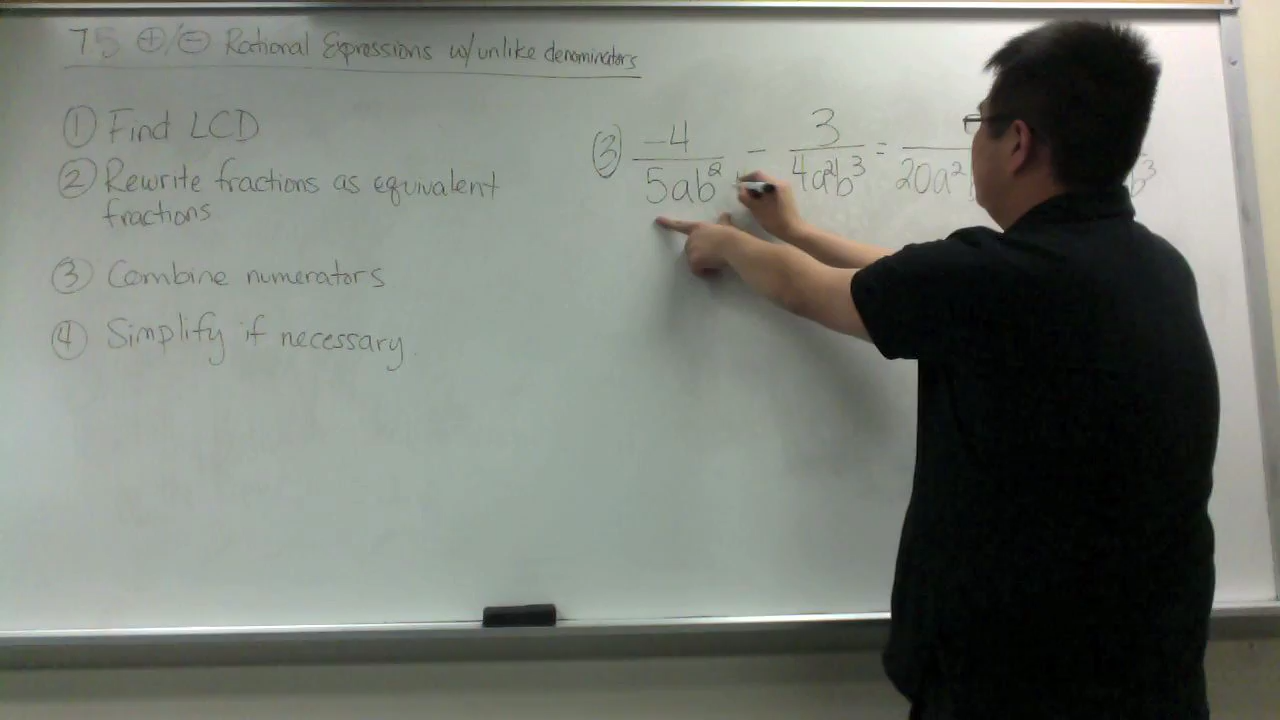 7 5 ⊕/⊖ Rational Expressions w/unlike denominators
① Find LCD
② Rewrite fractions as equivalent
fractions
③ Combine numerators
④ Simplify if necessary.
③ -4/5ab² - 3/4a²b³ = /20a² b³